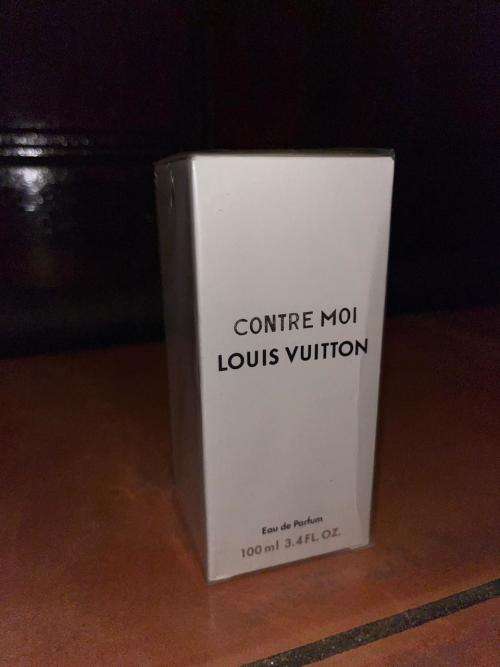 CONTRE MOI
LOUIS VUITTON
Eau de Parfum
100 ml 3.4 FL. OZ.